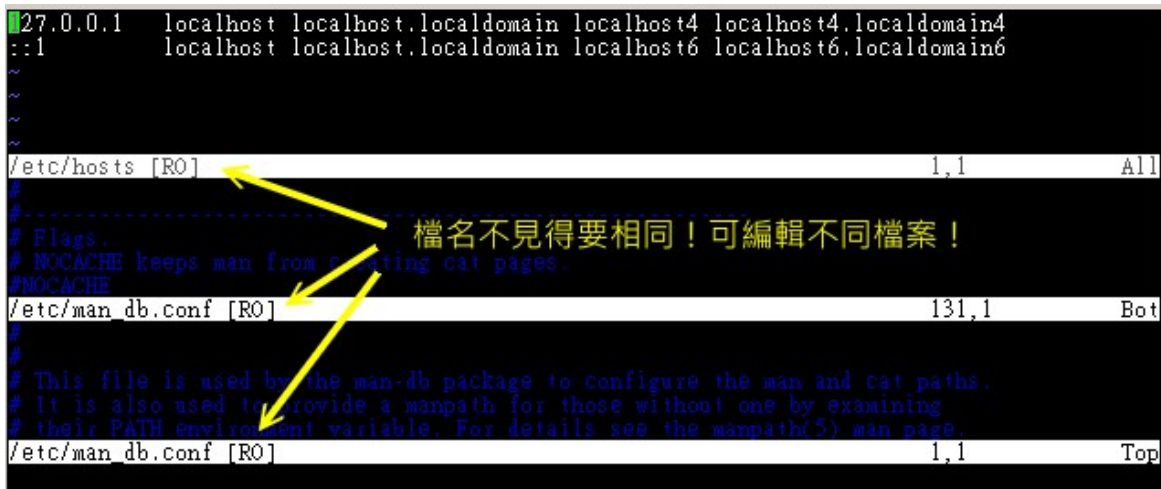 127.0.0.1 localhost localhost.localdomain localhost4 localhost4.localdomain4
::1 localhost localhost.localdomain localhost6 localhost6.localdomain6
~
~
~
~
/etc/hosts [RO] 1,1 All
#
#---------------------------------------------------------
# Flags.
檔名不見得要相同！可編輯不同檔案！
# NOCACHE keeps man from creating cat pages.
#NOCACHE
/etc/man_db.conf [RO] 131,1 Bot
#
#
# This file is used by the man-db package to configure the man and cat paths.
# It is also used to provide a manpath for those without one by examining
# their PATH environment variable. For details see the manpath(5) man page.
/etc/man_db.conf [RO] 1,1 Top